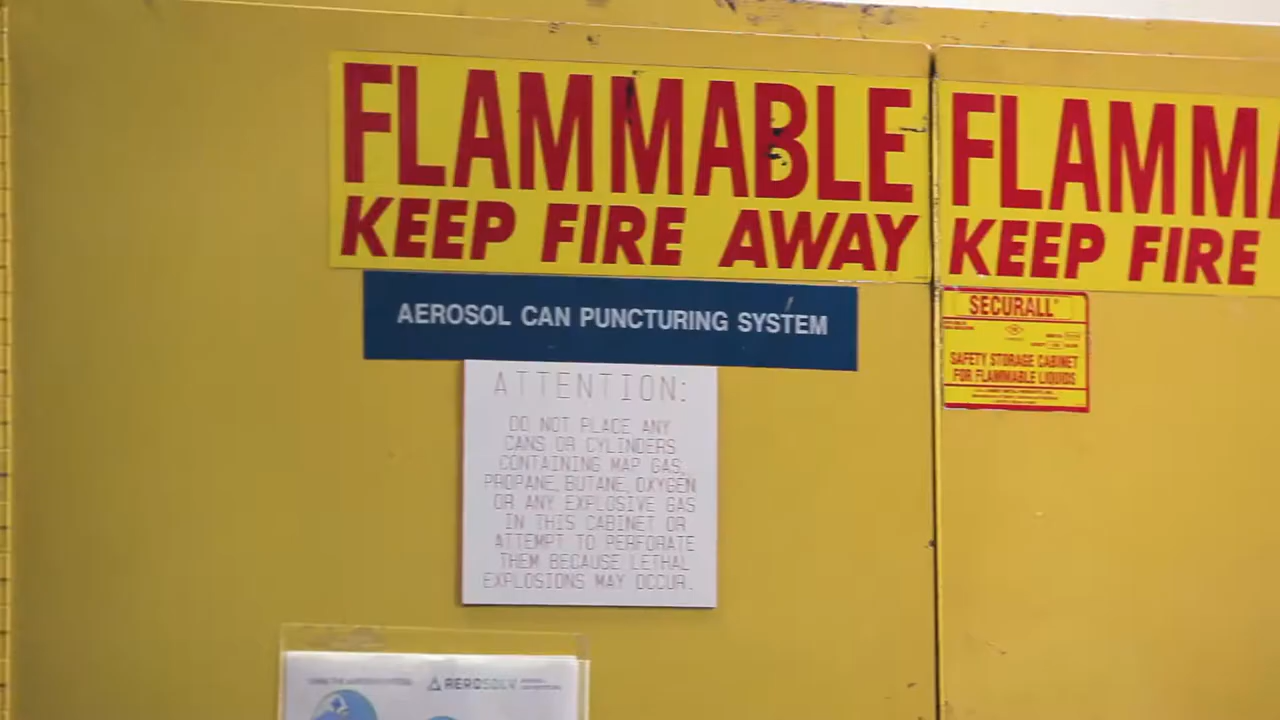 FLAMMABLE
KEEP FIRE AWAY
AEROSOL CAN PUNCTURING SYSTEM
ATTENTION:
DO NOT PLACE ANY
CANS OR CYLINDERS
CONTAINING MAP GAS,
PROPANE, BUTANE, OXYGEN
OR ANY EXPLOSIVE GAS
IN THIS CABINET OR
ATTEMPT TO PERFORATE
THEM BECAUSE LETHAL
EXPLOSIONS MAY OCCUR.
AEROSOLV
FLAMMA
KEEP FIRE
SECURALL
SAFETY STORAGE CABINET
FOR FLAMMABLE LIQUIDS